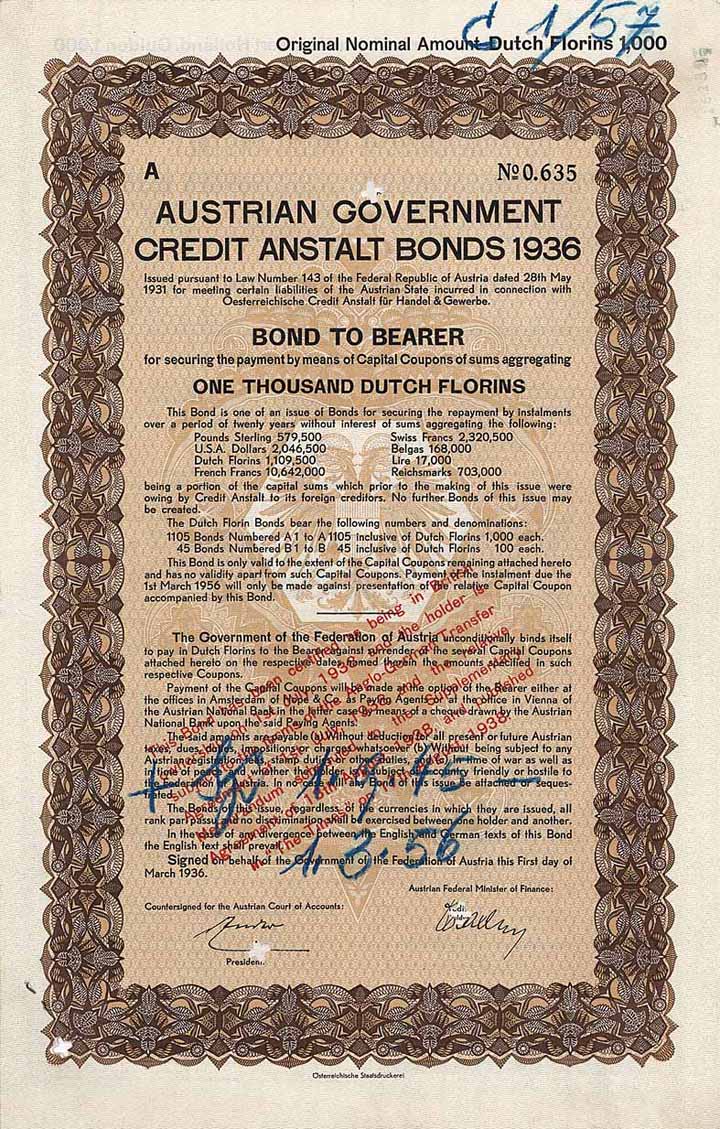 C 1/57
Original Nominal Amount Dutch Florins 1,000
A
№ 0.635
AUSTRIAN GOVERNMENT
CREDIT ANSTALT BONDS 1936
Issued pursuant to Law Number 143 of the Federal Republic of Austria dated 28th May
1931 for meeting certain liabilities of the Austrian State incurred in connection with
Oesterreichische Credit Anstalt für Handel & Gewerbe.
BOND TO BEARER
for securing the payment by means of Capital Coupons of sums aggregating
ONE THOUSAND DUTCH FLORINS
This Bond is one of an issue of Bonds for securing the repayment by instalments
over a period of twenty years without interest of sums aggregating the following:
Pounds Sterling 579,500 Swiss Francs 2,320,500
U.S.A. Dollars 2,046,500 Belgas 168,000
Dutch Florins 1,109,500 Lire 17,000
French Francs 10,642,000 Reichsmarks 703,000
being a portion of the capital sums which prior to the making of this issue were
owing by Credit Anstalt to its foreign creditors. No further Bonds of this issue may
be created.
The Dutch Florin Bonds bear the following numbers and denominations:
1105 Bonds Numbered A 1 to A 1105 inclusive of Dutch Florins 1,000 each.
45 Bonds Numbered B 1 to B 45 inclusive of Dutch Florins 100 each.
This Bond is only valid to the extent of the Capital Coupons remaining attached hereto
and has no validity apart from such Capital Coupons. Payment of the instalment due the
1st March 1956 will only be made against presentation of the relative Capital Coupon
accompanied by this Bond.
The Government of the Federation of Austria unconditionally binds itself
to pay in Dutch Florins to the Bearer against surrender of the several Capital Coupons
attached hereto on the respective dates named therein the amounts specified in such
respective Coupons.
Payment of the Capital Coupons will be made at the option of the Bearer either at
the offices in Amsterdam of Hope & Co as Paying Agents or at the office in Vienna of
the Austrian National Bank in the latter case by means of a cheque drawn by the Austrian
National Bank upon the said Paying Agents.
The said amounts are payable (a) Without deduction for all present or future Austrian
taxes, dues, duties, impositions or fees whatsoever (b) Without being subject to any
Austrian registration fees, stamp duties or other duties, and (c) In time of war as well as
in time of peace and whether the holder is a subject of a country friendly or hostile to
the Federation of Austria. In no case will this issue be attached or seques-
trated.
The Bonds of this issue, regardless of the currencies in which they are issued, all
rank pari passu and no discrimination shall be exercised between one holder and another.
In the case of any divergence between the English and German texts of this Bond
the English text shall prevail.
Signed on behalf of the Government of the Federation of Austria this First day of
March 1936.
1.9.45
1.3.56
Austrian Federal Minister of Finance:
Countersigned for the Austrian Court of Accounts:
President.
Österreichische Staatsdruckerei